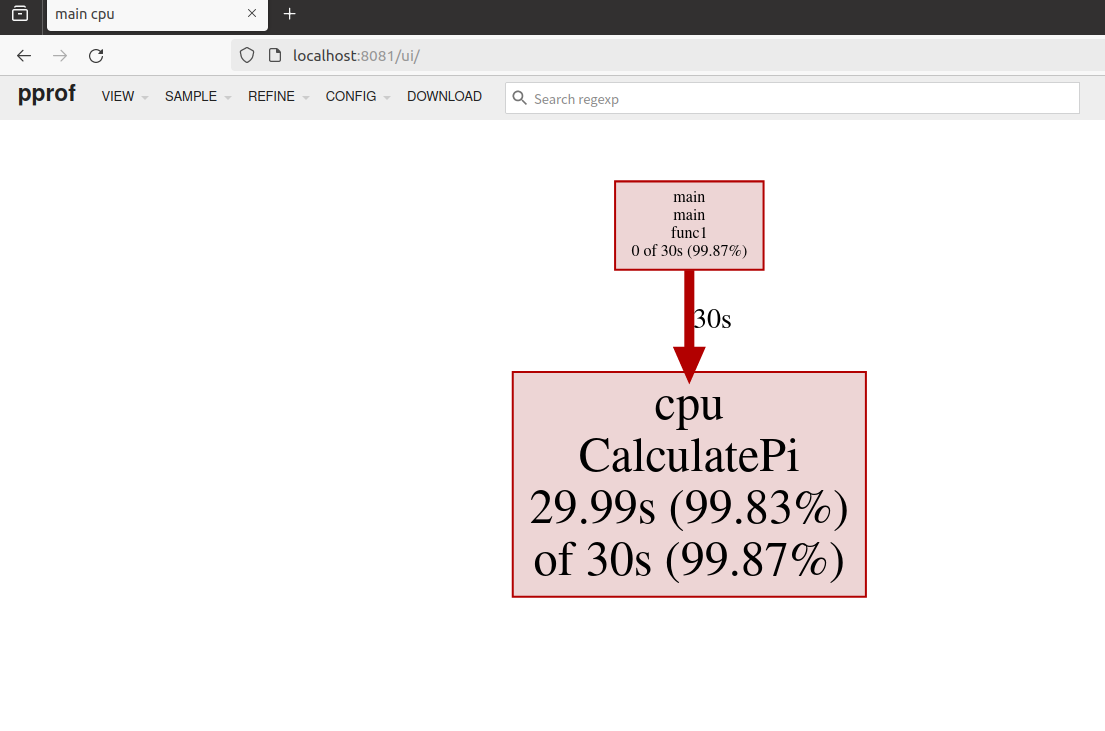 main cpu
localhost:8081/ui/
pprof VIEW SAMPLE REFINE CONFIG DOWNLOAD Search regexp
main
main
func1
0 of 30s (99.87%)
30s
cpu
CalculatePi
29.99s (99.83%)
of 30s (99.87%)